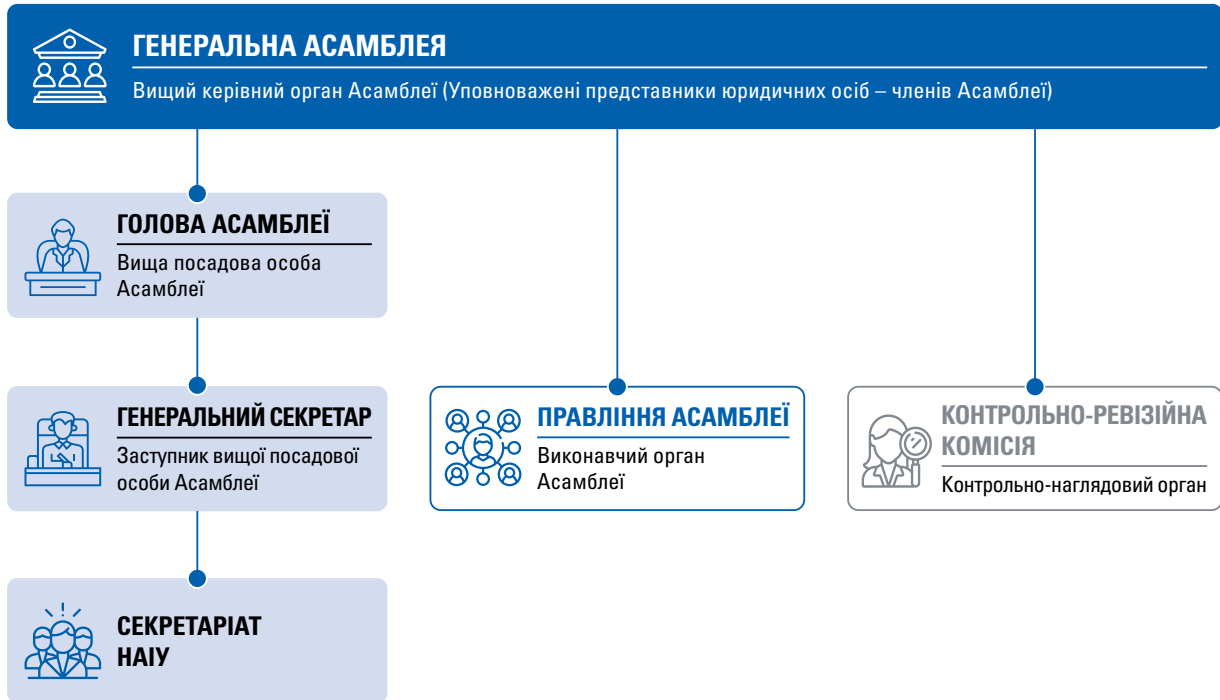 ГЕНЕРАЛЬНА АСАМБЛЕЯ
Вищий керівний орган Асамблеї (Уповноважені представники юридичних осіб – членів Асамблеї)
ГОЛОВА АСАМБЛЕЇ
Вища посадова особа
Асамблеї
ГЕНЕРАЛЬНИЙ СЕКРЕТАР
Заступник вищої посадової
особи Асамблеї
ПРАВЛІННЯ АСАМБЛЕЇ
Виконавчий орган
Асамблеї
КОНТРОЛЬНО-РЕВІЗІЙНА
КОМІСІЯ
Контрольно-наглядовий орган
СЕКРЕТАРІАТ
НАІУ